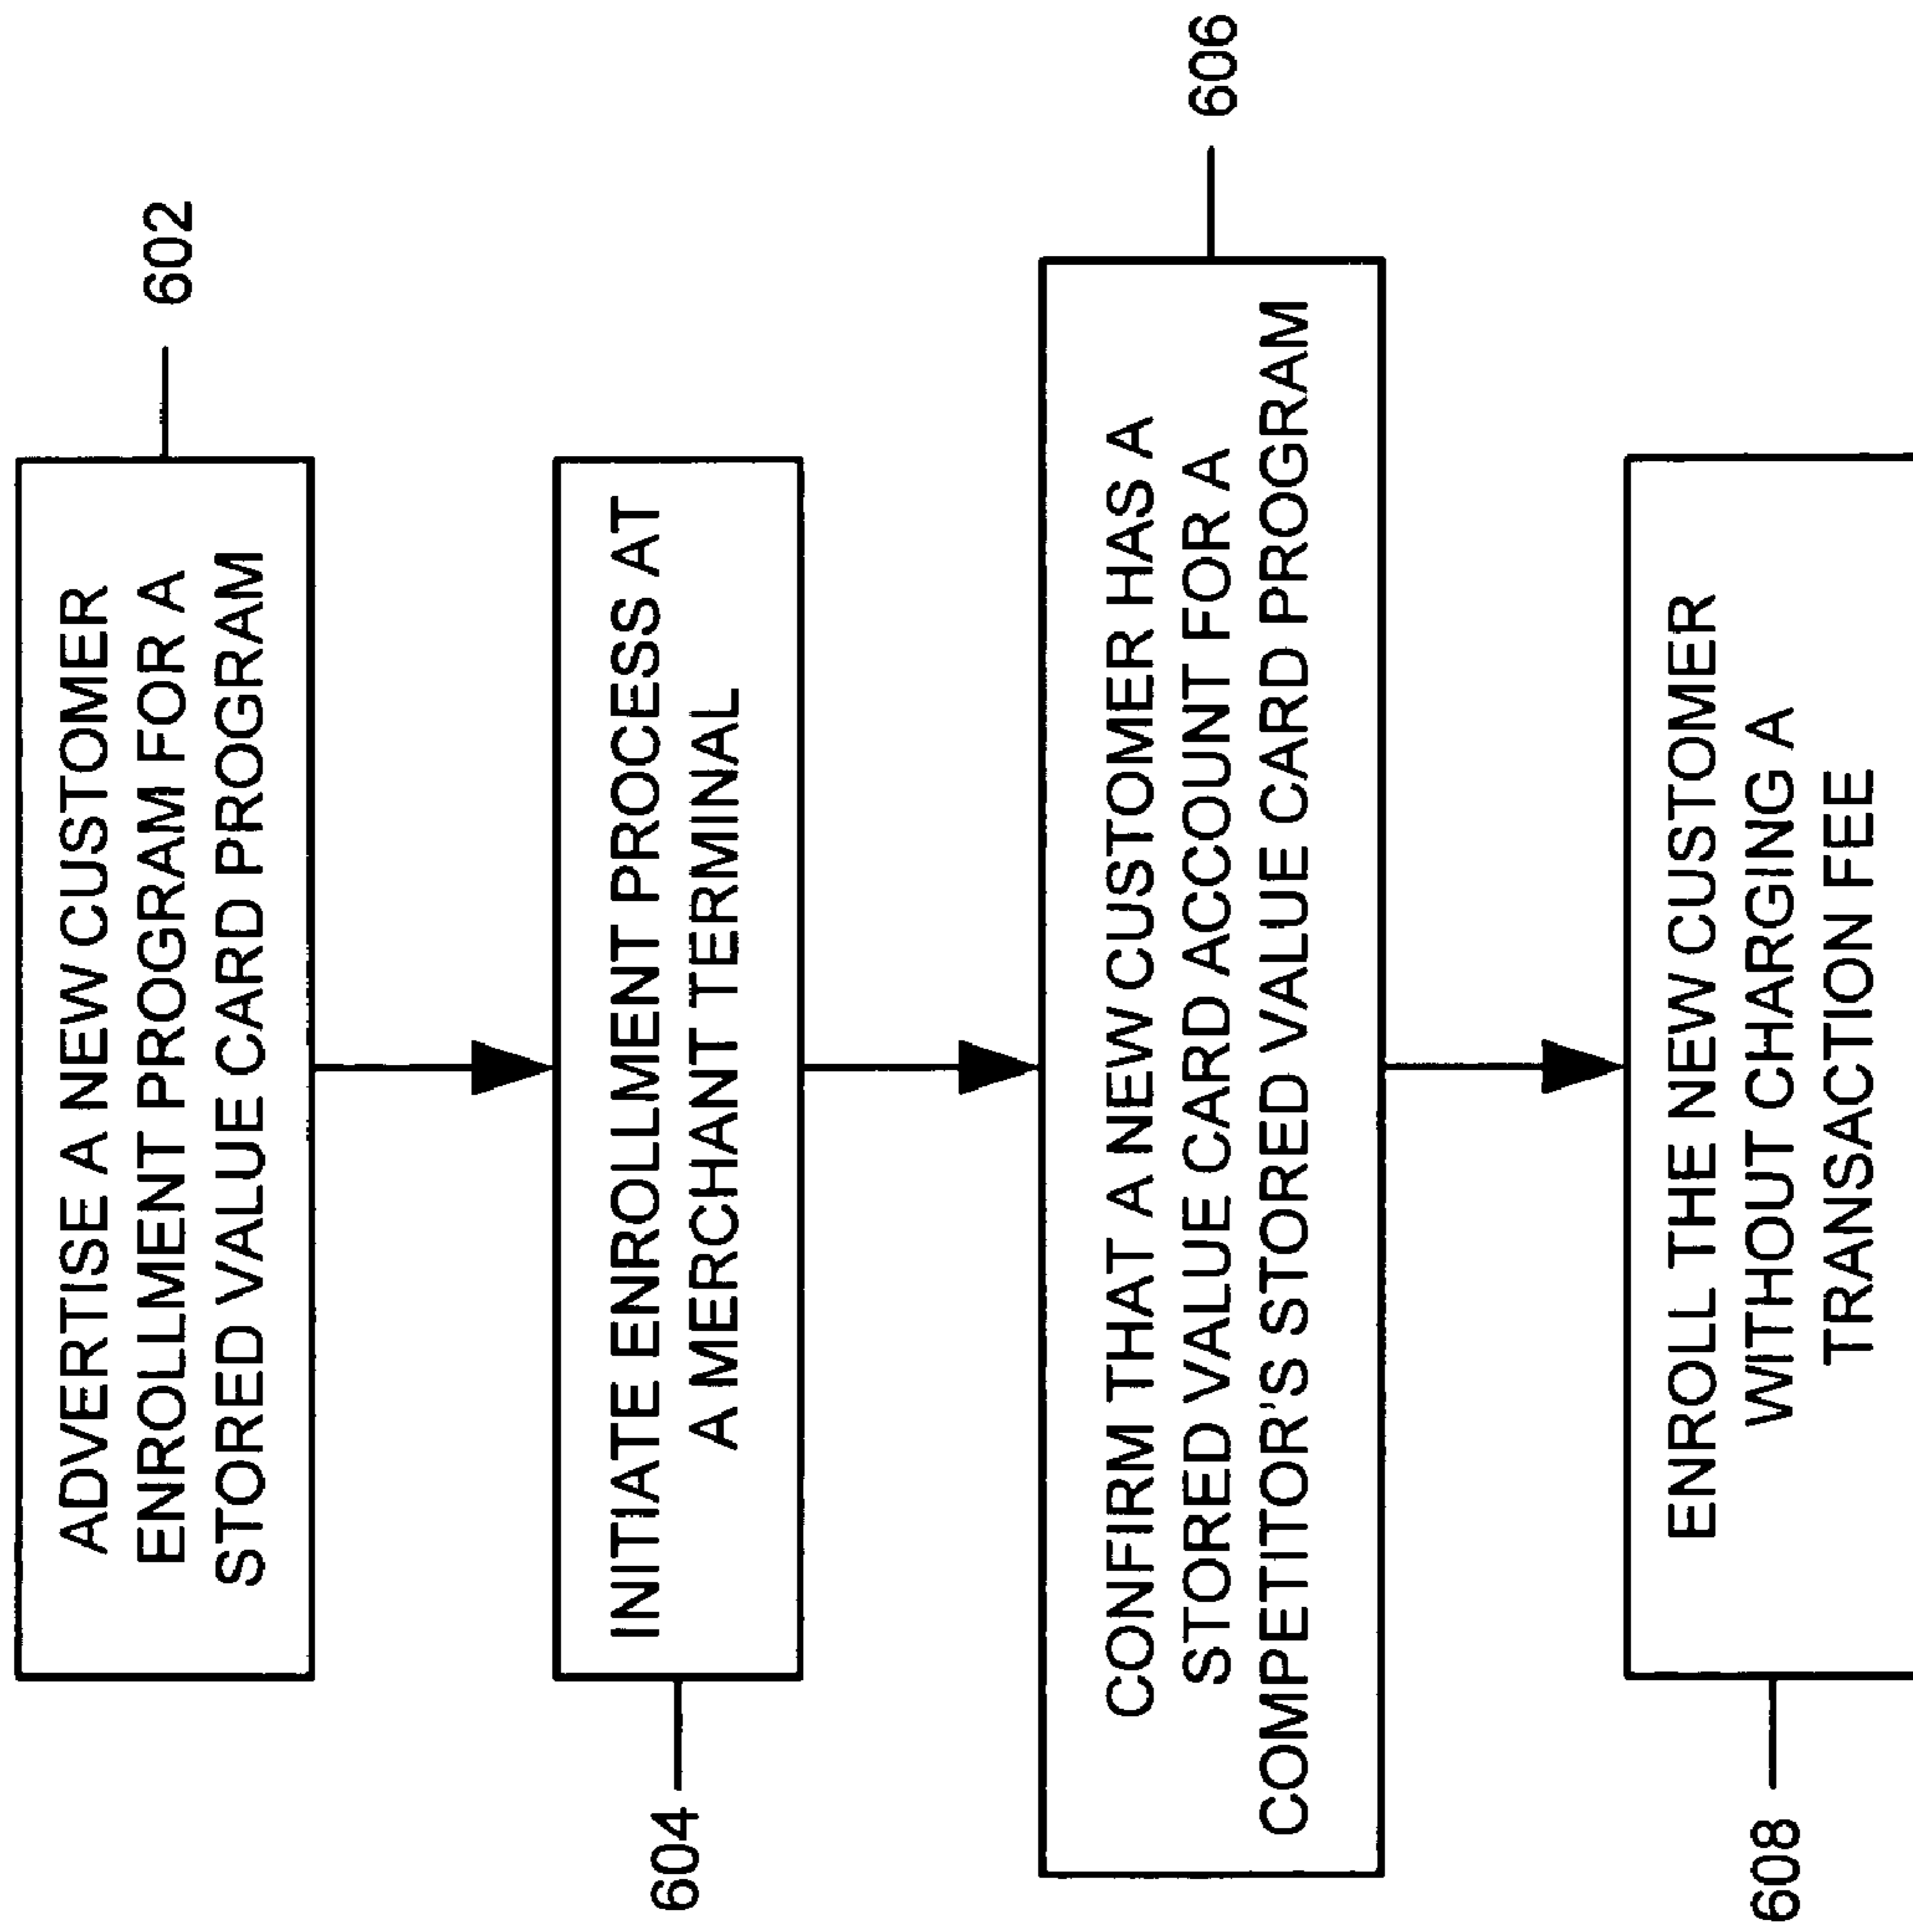 ADVERTISE A NEW CUSTOMER
ENROLLMENT PROGRAM FOR A
STORED VALUE CARD PROGRAM
602
INITIATE ENROLLMENT PROCESS AT
A MERCHANT TERMINAL
604
CONFIRM THAT A NEW CUSTOMER HAS A
STORED VALUE CARD ACCOUNT FOR A
COMPETITOR'S STORED VALUE CARD PROGRAM
606
ENROLL THE NEW CUSTOMER
WITHOUT CHARGING A
TRANSACTION FEE
608